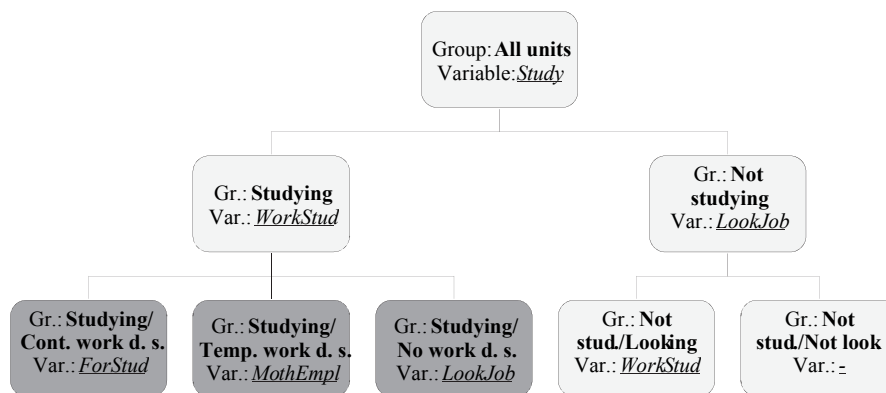 Group: All units
Variable: Study
Gr.: Studying
Var.: WorkStud
Gr.: Not
studying
Var.: LookJob
Gr.: Studying/
Cont. work d. s.
Var.: ForStud
Gr.: Studying/
Temp. work d. s.
Var.: MothEmpl
Gr.: Studying/
No work d. s.
Var.: LookJob
Gr.: Not
stud./Looking
Var.: WorkStud
Gr.: Not
stud./Not look
Var.: -